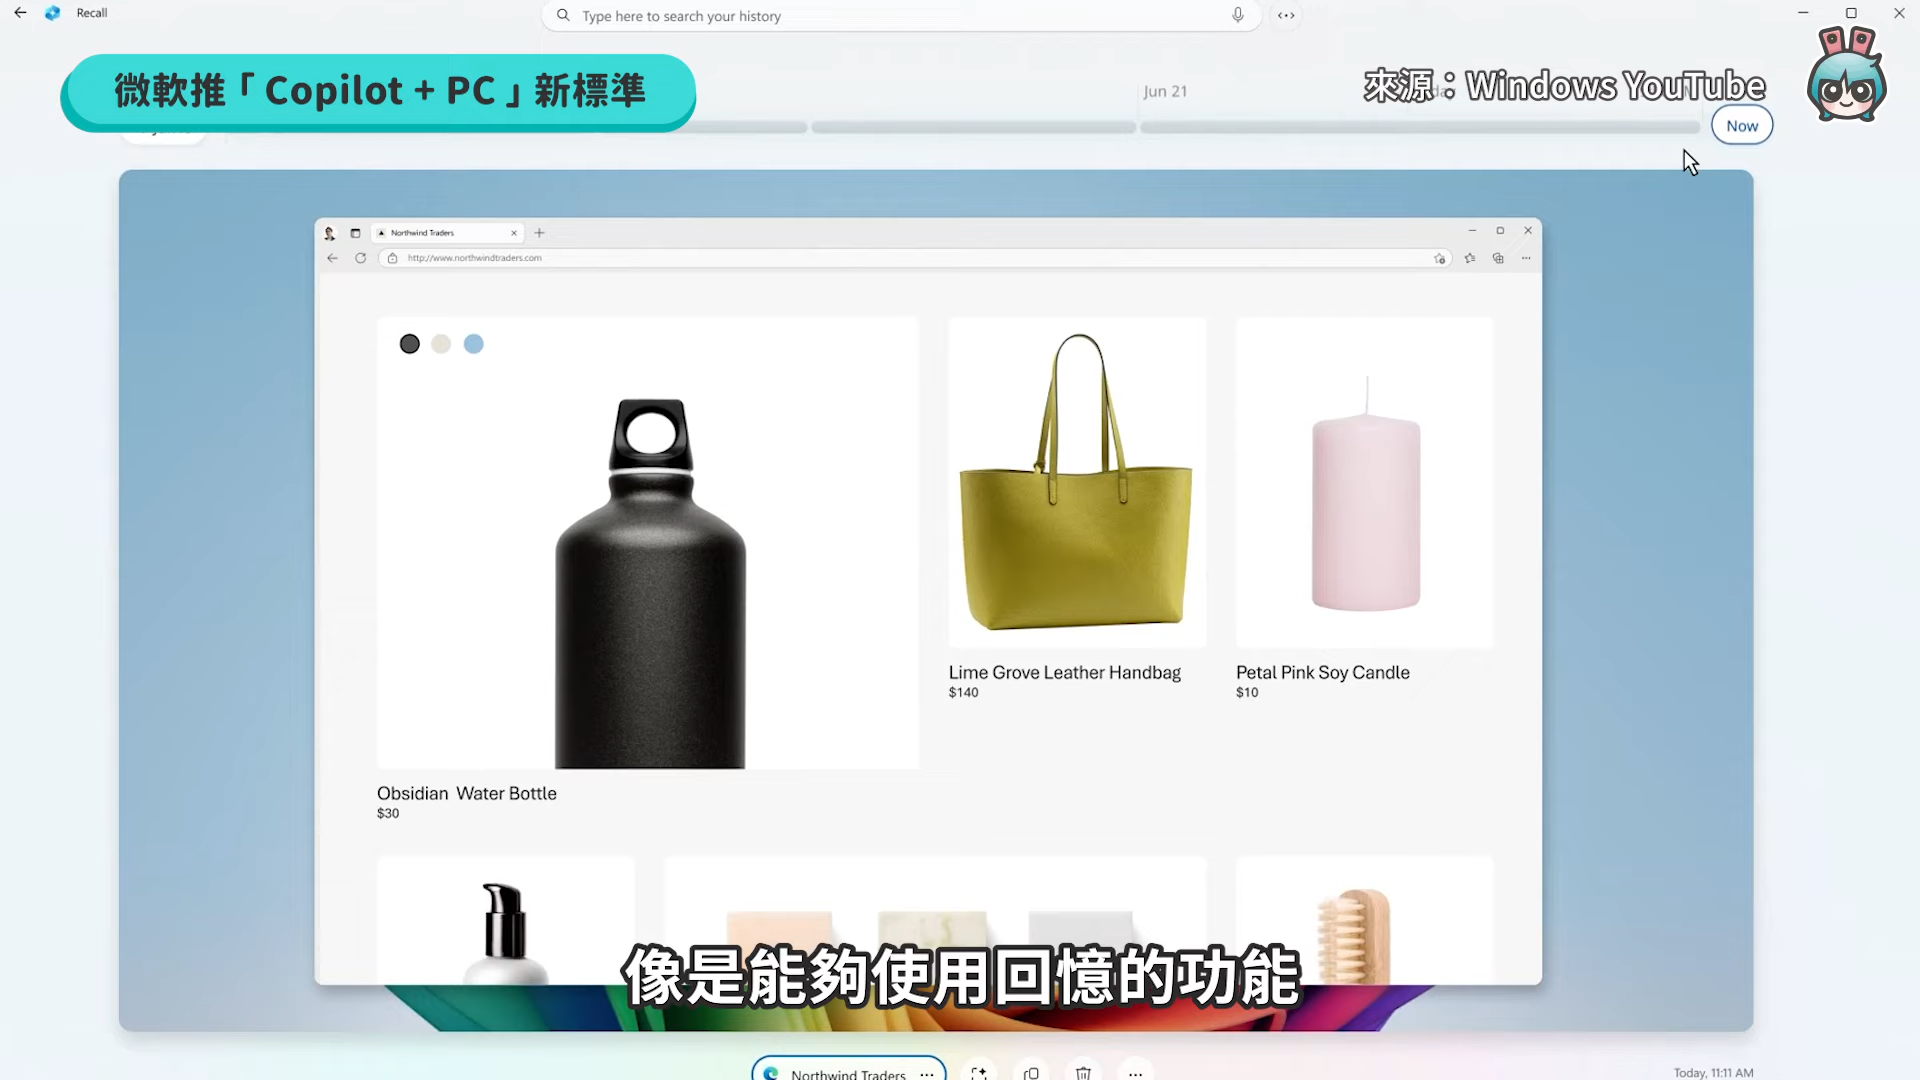 Recall
Type here to search your history
微軟推「Copilot + PC」新標準
Jun 21
來源：Windows YouTube
Now
Northwind Traders
http://www.northwindtraders.com
Lime Grove Leather Handbag
$140
Petal Pink Soy Candle
$10
Obsidian Water Bottle
$30
像是能夠使用回憶的功能
Northwind Traders
Today, 11:11 AM